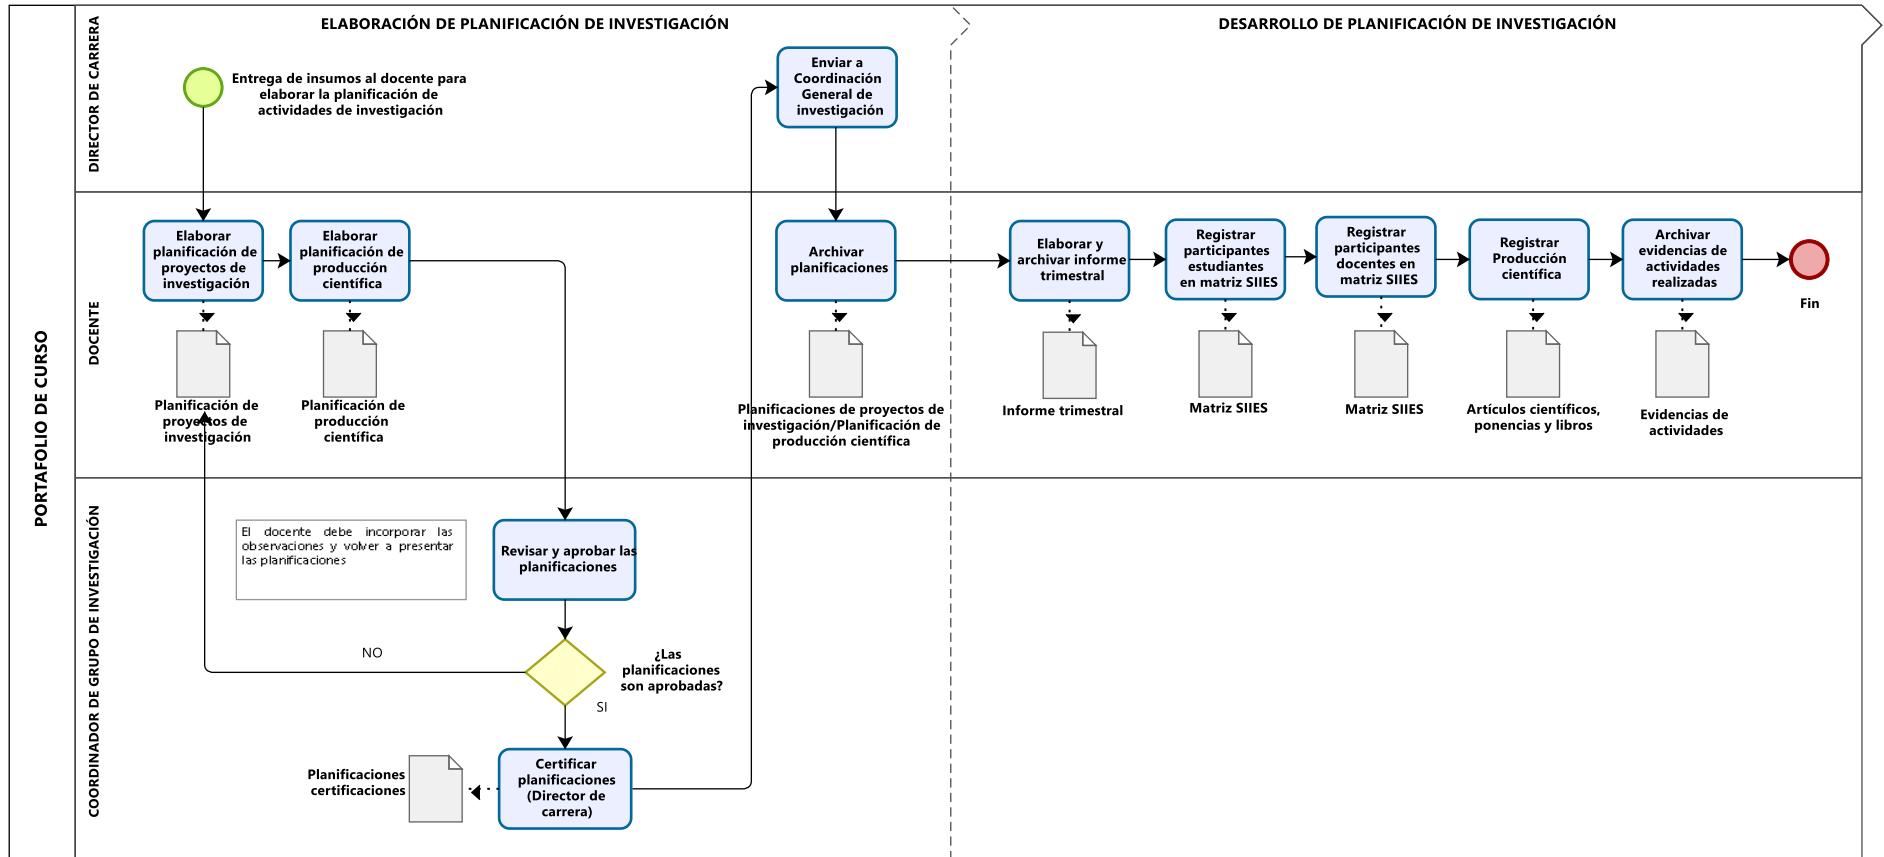 PORTAFOLIO DE CURSO
ELABORACIÓN DE PLANIFICACIÓN DE INVESTIGACIÓN
DESARROLLO DE PLANIFICACIÓN DE INVESTIGACIÓN
DIRECTOR DE CARRERA
Entrega de insumos al docente para
elaborar la planificación de
actividades de investigación
Enviar a
Coordinación
General de
investigación
DOCENTE
Elaborar
planificación de
proyectos de
investigación
Elaborar
planificación de
producción
científica
Archivar
planificaciones
Elaborar y
archivar informe
trimestral
Registrar
participantes
estudiantes
en matriz SIIES
Registrar
participantes
docentes en
matriz SIIES
Registrar
Producción
científica
Archivar
evidencias de
actividades
realizadas
Fin
Planificación de
proyectos de
investigación
Planificación de
producción
científica
Planificaciones de proyectos de
investigación/Planificación de
producción científica
Informe trimestral
Matriz SIIES
Matriz SIIES
Artículos científicos,
ponencias y libros
Evidencias de
actividades
COORDINADOR DE GRUPO DE INVESTIGACIÓN
El docente debe incorporar las
observaciones y volver a presentar
las planificaciones
Revisar y aprobar las
planificaciones
NO
¿Las
planificaciones
son aprobadas?
SI
Planificaciones
certificaciones
Certificar
planificaciones
(Director de
carrera)